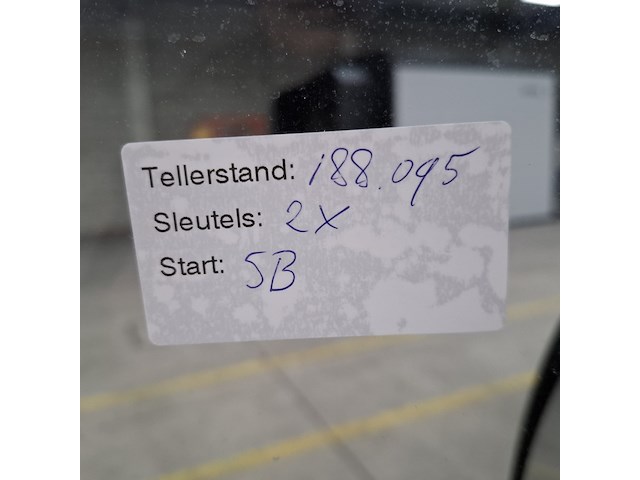 Tellerstand: 188.095
Sleutels: 2X
Start: SB